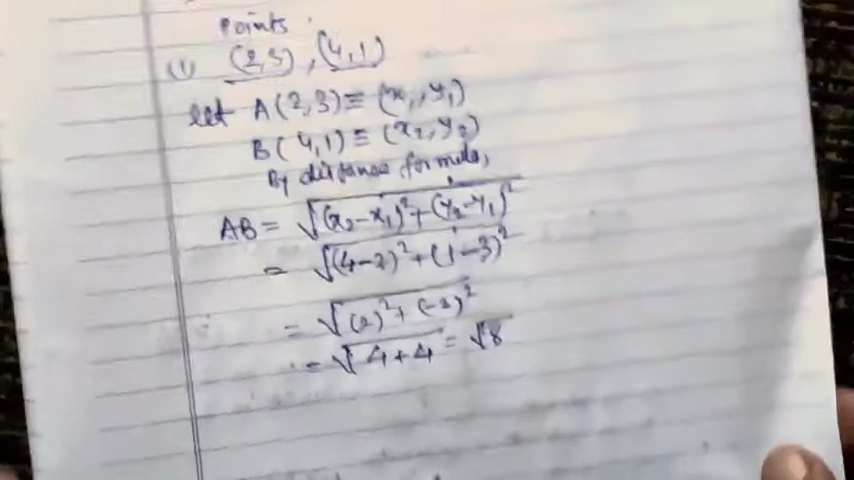 Points.
(1) (2,3), (4,1)
let A(2,3) ≡ (x₁, y₁)
B(4,1) ≡ (x₂, y₂)
By distance formula,
AB = √(x₂-x₁)²+(y₂-y₁)²
= √(4-2)²+(1-3)²
= √(2)²+(-2)²
= √4+4 = √8